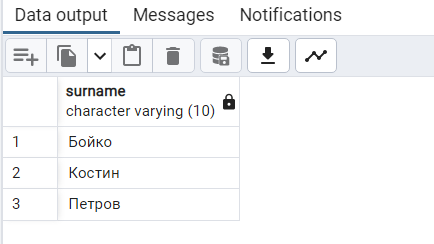 Data output Messages Notifications
surname
character varying (10)
1 Бойко
2 Костин
3 Петров